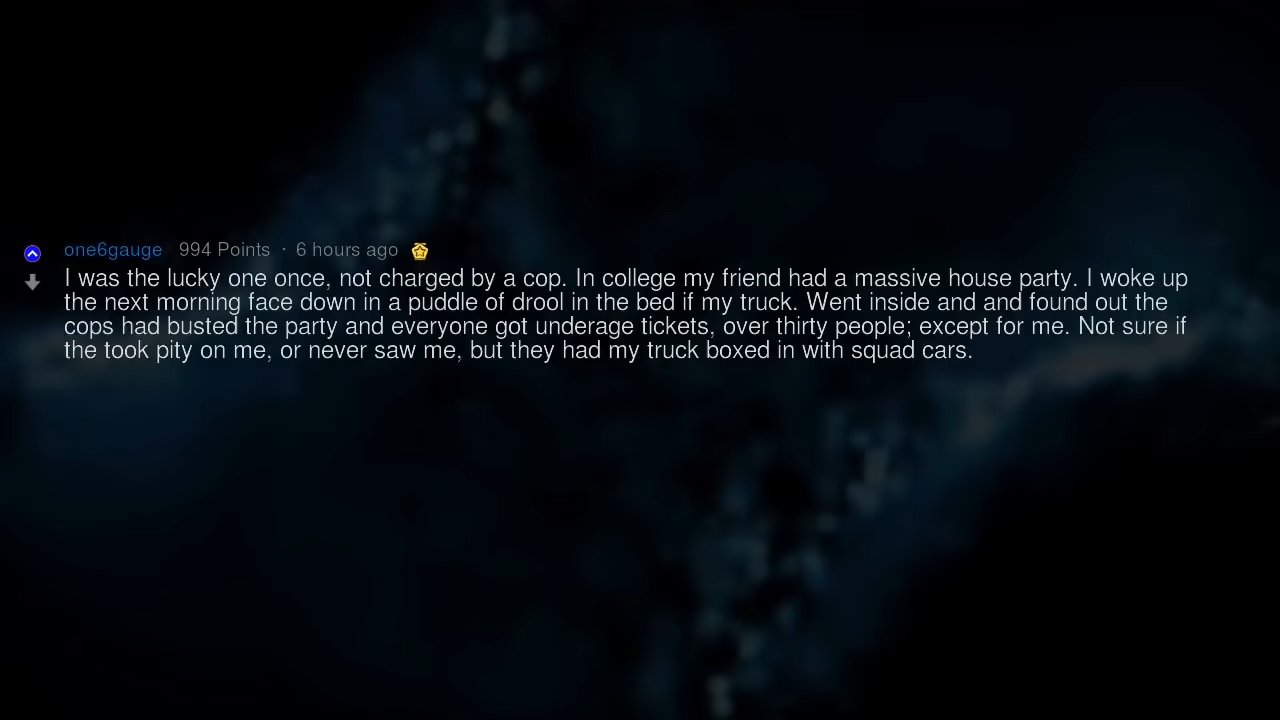 one6gauge 994 Points · 6 hours ago
I was the lucky one once, not charged by a cop. In college my friend had a massive house party. I woke up
the next morning face down in a puddle of drool in the bed if my truck. Went inside and and found out the
cops had busted the party and everyone got underage tickets, over thirty people; except for me. Not sure if
the took pity on me, or never saw me, but they had my truck boxed in with squad cars.